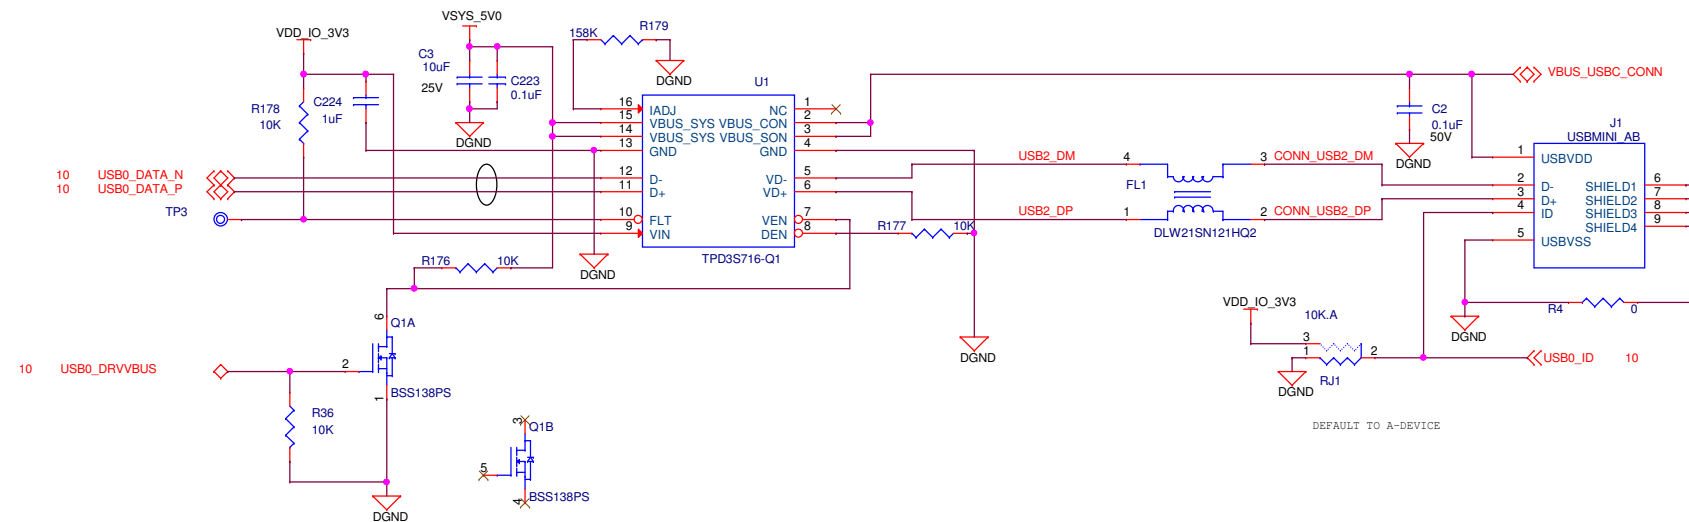 VSYS_5V0
VDD_IO_3V3
R179
158K
DGND
C3
10uF
25V
C223
0.1uF
DGND
R178
10K
C224
1uF
U1
16 IADJ
15 VBUS_SYS
14 VBUS_SYS
13 GND
12 D-
11 D+
10 FLT
9 VIN
NC 1
VBUS_CON 2
VBUS_SON 3
GND 4
VD- 5
VD+ 6
VEN 7
DEN 8
TPD3S716-Q1
VBUS_USBC_CONN
C2
0.1uF
50V
DGND
J1
USBMINI_AB
1 USBVDD
2 D-
3 D+
4 ID
5 USBVSS
SHIELD1 6
SHIELD2 7
SHIELD3 8
SHIELD4 9
10 USB0_DATA_N
10 USB0_DATA_P
TP3
USB2_DM 4
3 CONN_USB2_DM
FL1
USB2_DP 1
2 CONN_USB2_DP
DLW21SN121HQ2
R177 10K
DGND
R176 10K
DGND
VDD_IO_3V3
10K.A
3
1
2
RJ1
DGND
USB0_ID 10
DEFAULT TO A-DEVICE
R4 0
DGND
6
Q1A
10 USB0_DRVVBUS
2
BSS138PS
1
R36
10K
DGND
3
Q1B
5
4
BSS138PS